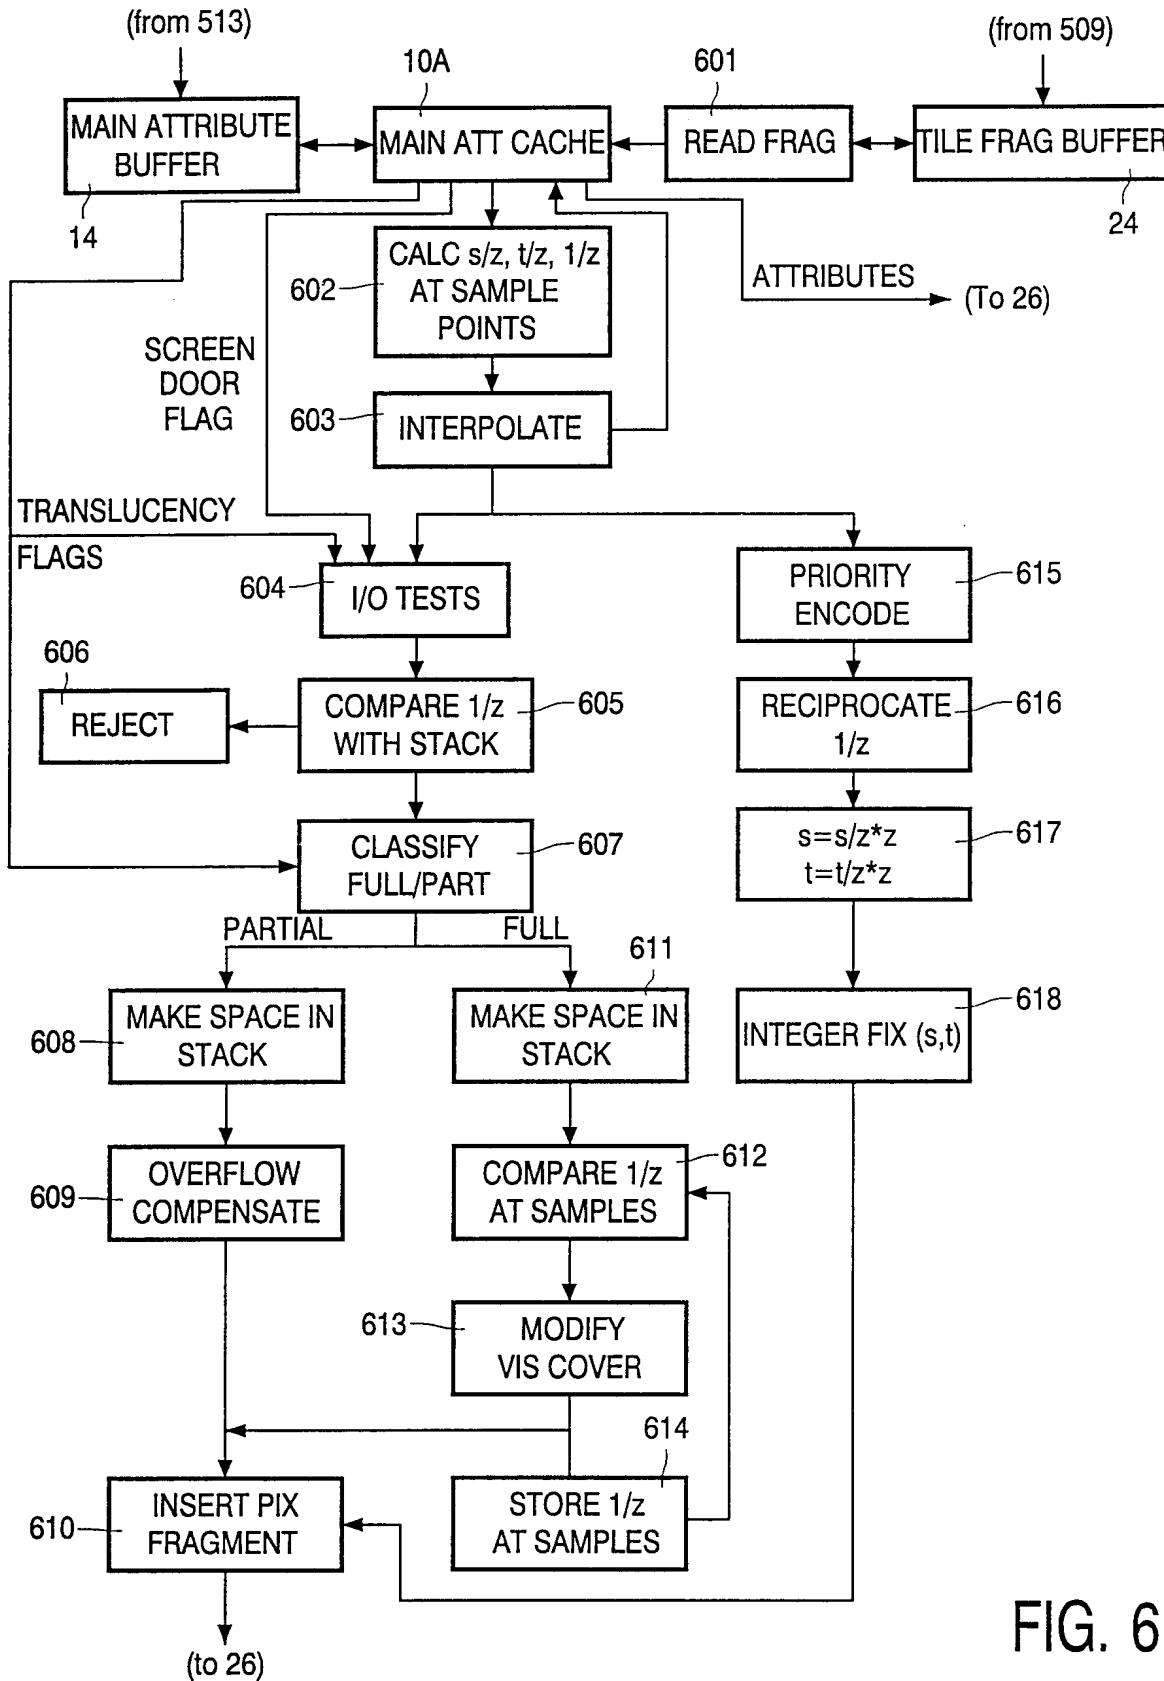 (from 513)
(from 509)
10A
601
MAIN ATTRIBUTE
BUFFER
MAIN ATT CACHE
READ FRAG
TILE FRAG BUFFER
14
24
CALC s/z, t/z, 1/z
AT SAMPLE
POINTS
602
ATTRIBUTES
(To 26)
SCREEN
DOOR
FLAG
603
INTERPOLATE
TRANSLUCENCY
FLAGS
604
I/O TESTS
PRIORITY
ENCODE
615
606
REJECT
COMPARE 1/z
WITH STACK
605
RECIPROCATE
1/z
616
CLASSIFY
FULL/PART
607
s=s/z*z
t=t/z*z
617
PARTIAL
FULL
611
608
MAKE SPACE IN
STACK
MAKE SPACE IN
STACK
INTEGER FIX (s,t)
618
609
OVERFLOW
COMPENSATE
COMPARE 1/z
AT SAMPLES
612
613
MODIFY
VIS COVER
614
610
INSERT PIX
FRAGMENT
STORE 1/z
AT SAMPLES
(to 26)
FIG. 6